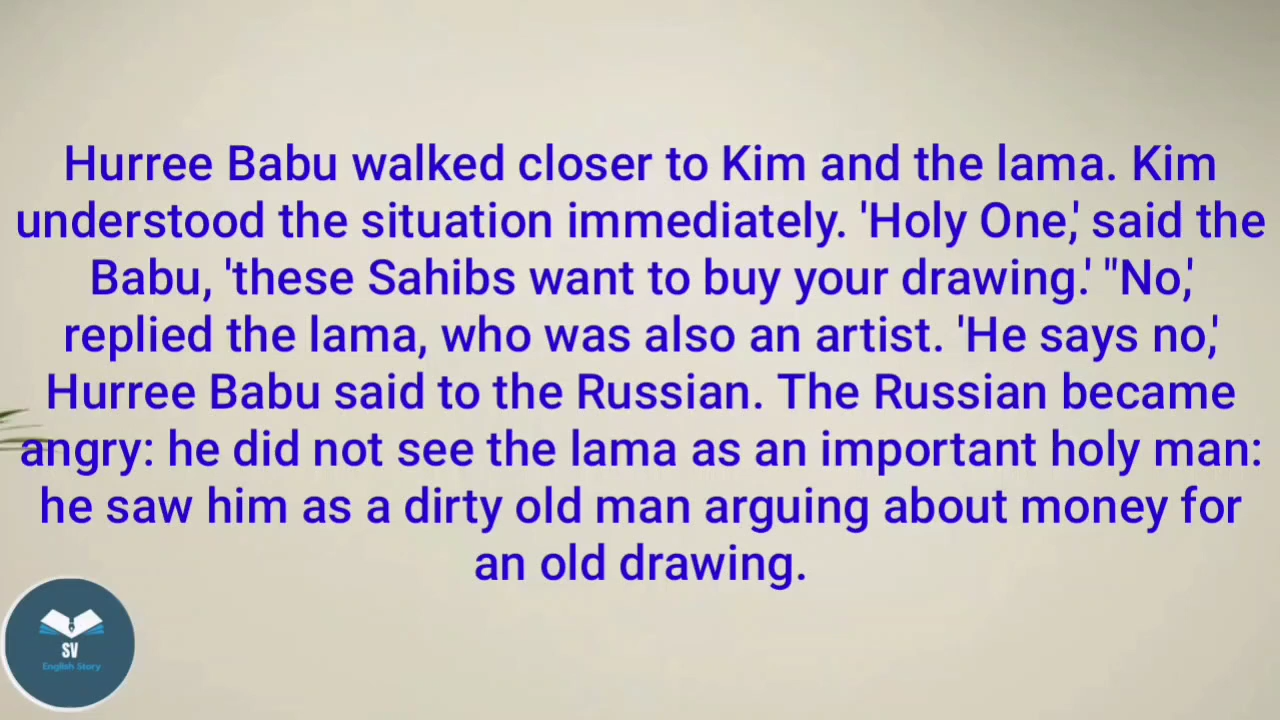 Hurree Babu walked closer to Kim and the lama. Kim
understood the situation immediately. 'Holy One,' said the
Babu, 'these Sahibs want to buy your drawing.' "No,'
replied the lama, who was also an artist. 'He says no,'
Hurree Babu said to the Russian. The Russian became
angry: he did not see the lama as an important holy man:
he saw him as a dirty old man arguing about money for
an old drawing.
SV
English Story